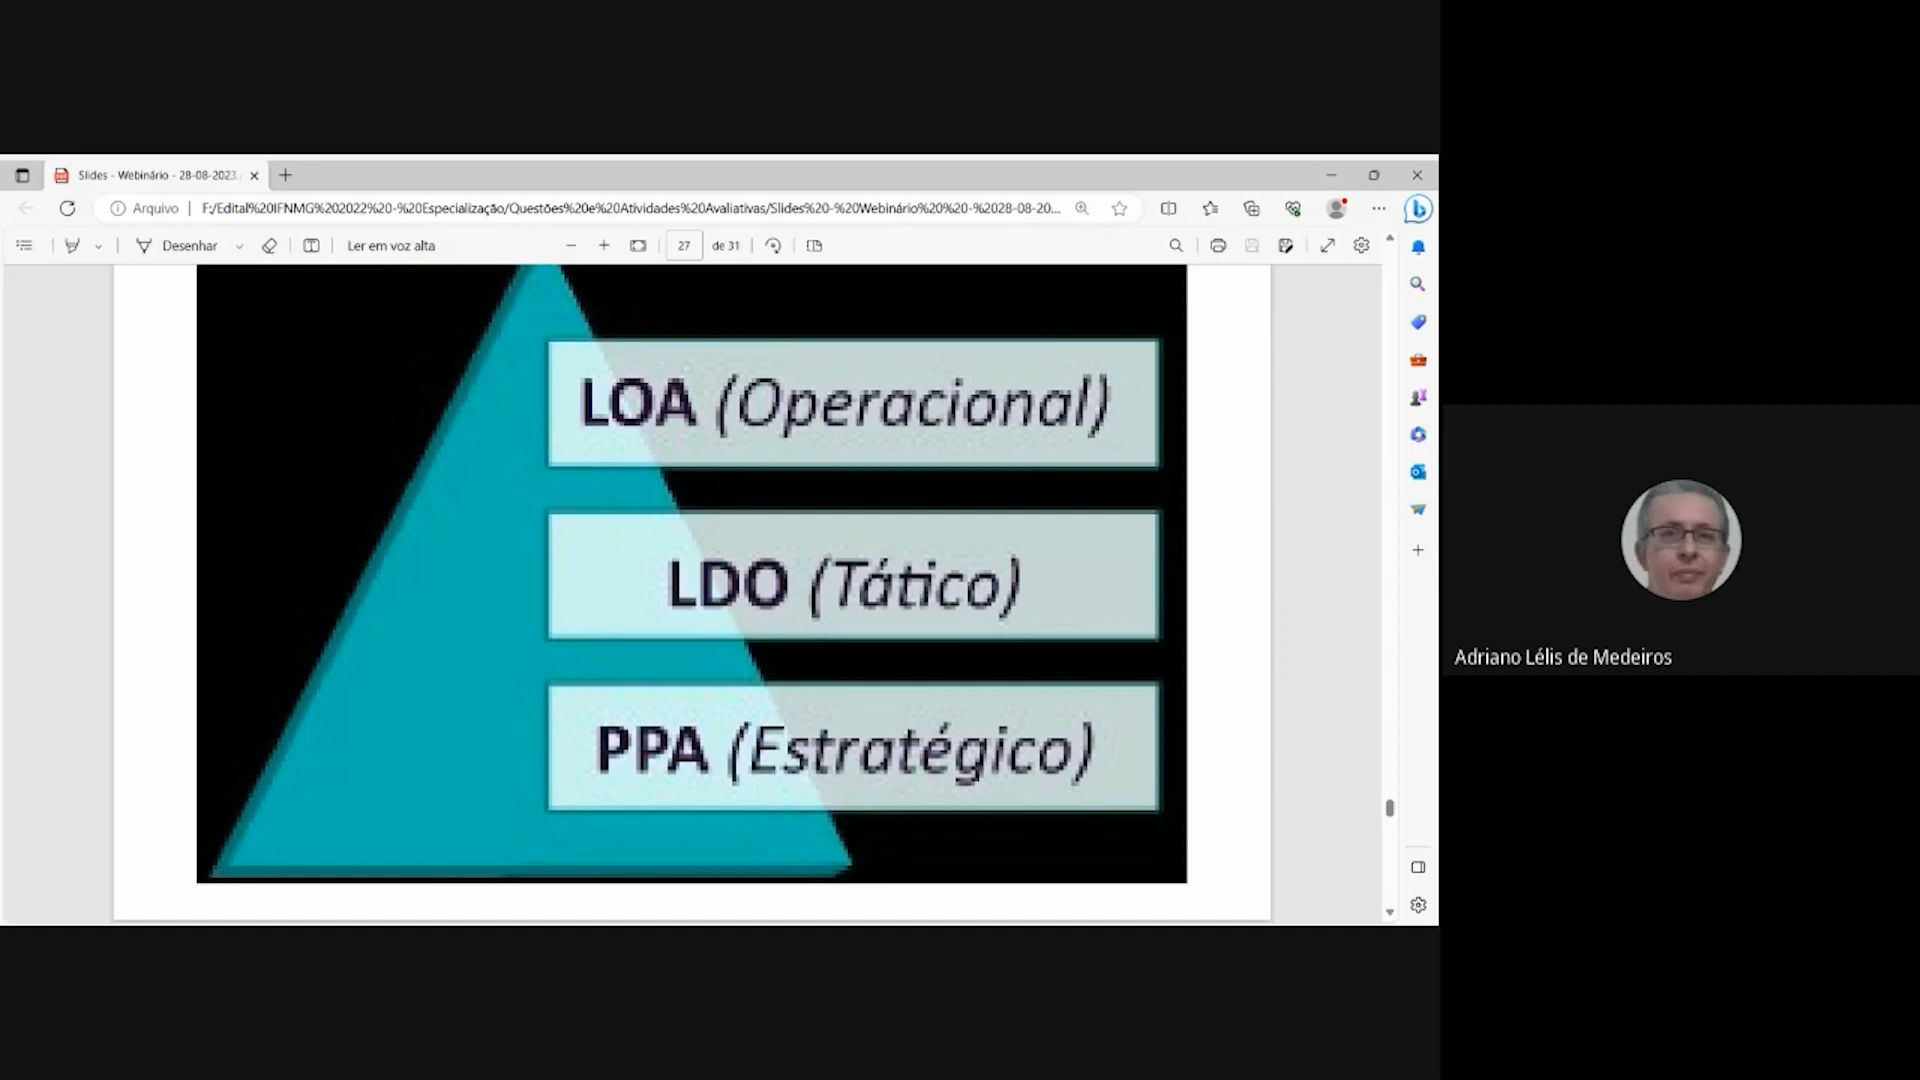 Slides - Webinário - 28-08-2023.
Arquivo
F:/Edital%20IFNMG%202022%20-%20Especialização/Questões%20e%20Atividades%20Avaliativas/Slides%20-%20Webinário%20%20-%2028-08-20...
Desenhar
Ler em voz alta
27
de 31
LOA (Operacional)
LDO (Tático)
PPA (Estratégico)
Adriano Lélis de Medeiros